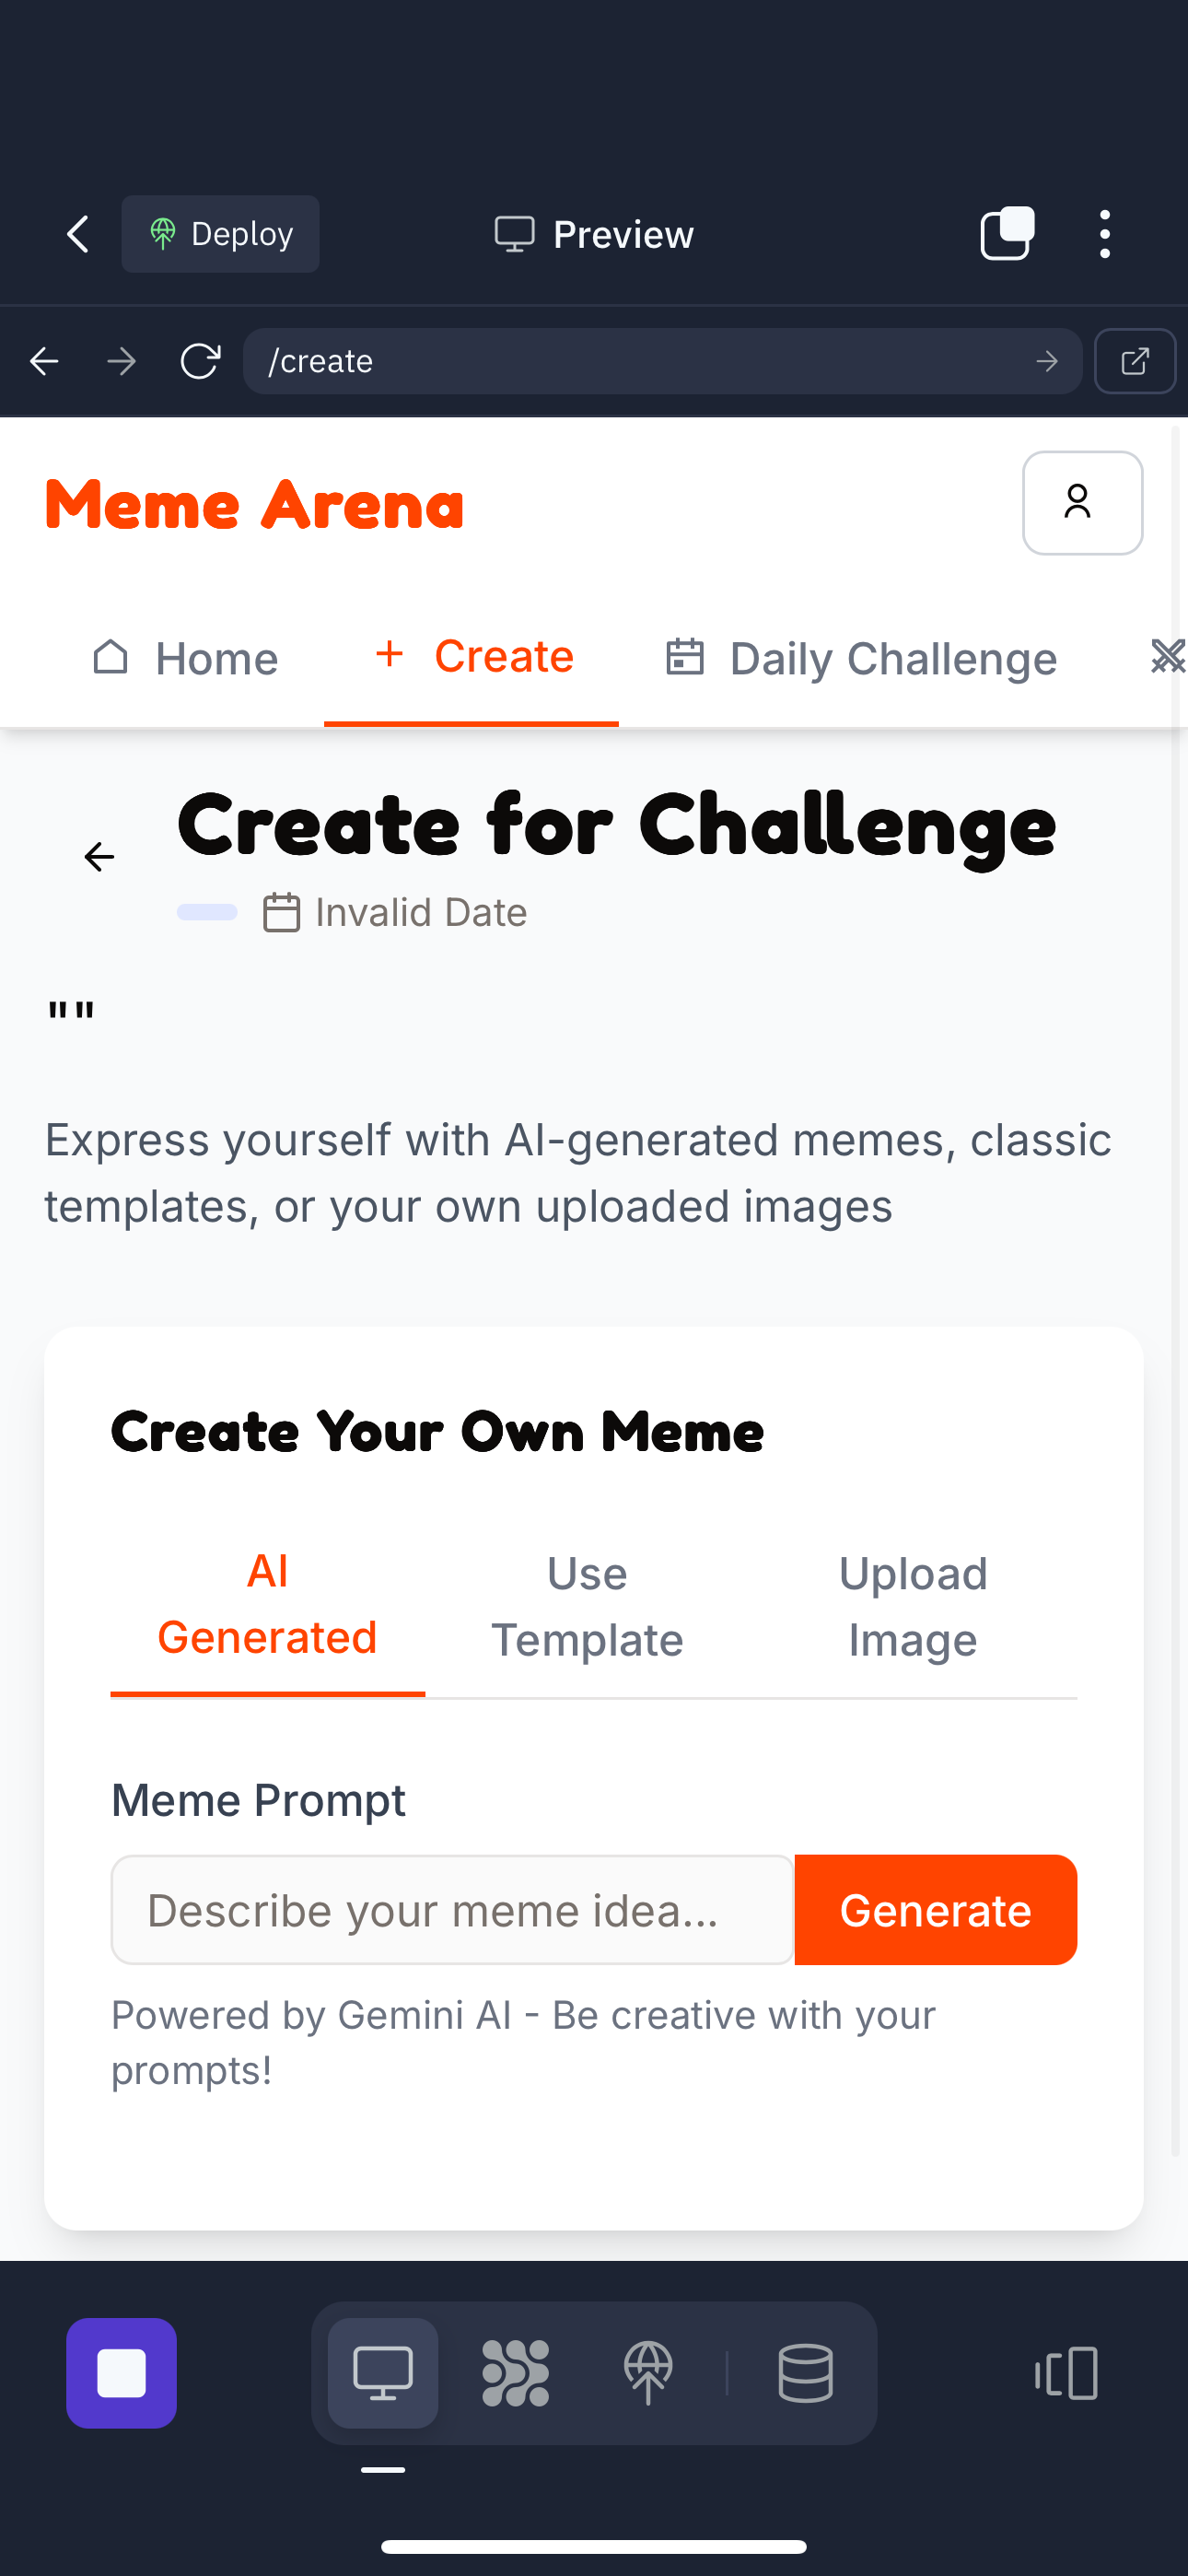 Deploy
Preview
/create
Meme Arena
Home
Create
Daily Challenge
Create for Challenge
Invalid Date
""
Express yourself with AI-generated memes, classic
templates, or your own uploaded images
Create Your Own Meme
AI
Generated
Use
Template
Upload
Image
Meme Prompt
Describe your meme idea...
Generate
Powered by Gemini AI - Be creative with your
prompts!